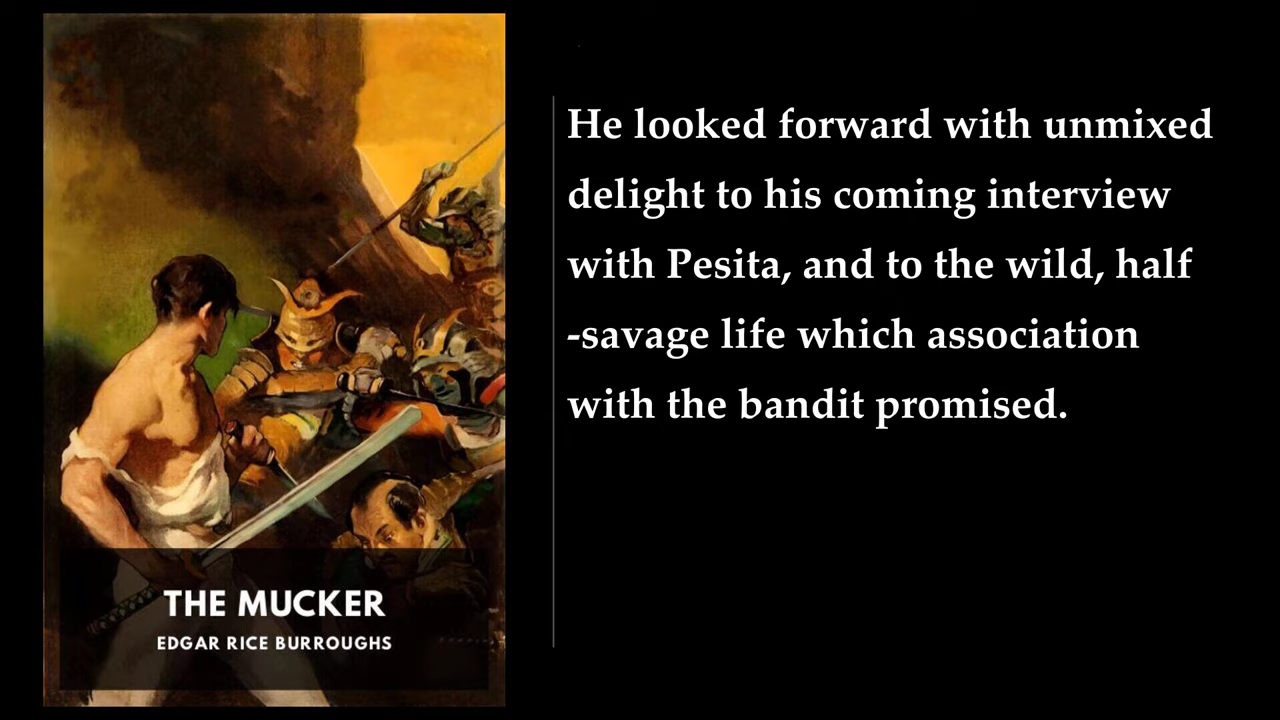 THE MUCKER
EDGAR RICE BURROUGHS
He looked forward with unmixed
delight to his coming interview
with Pesita, and to the wild, half
-savage life which association
with the bandit promised.